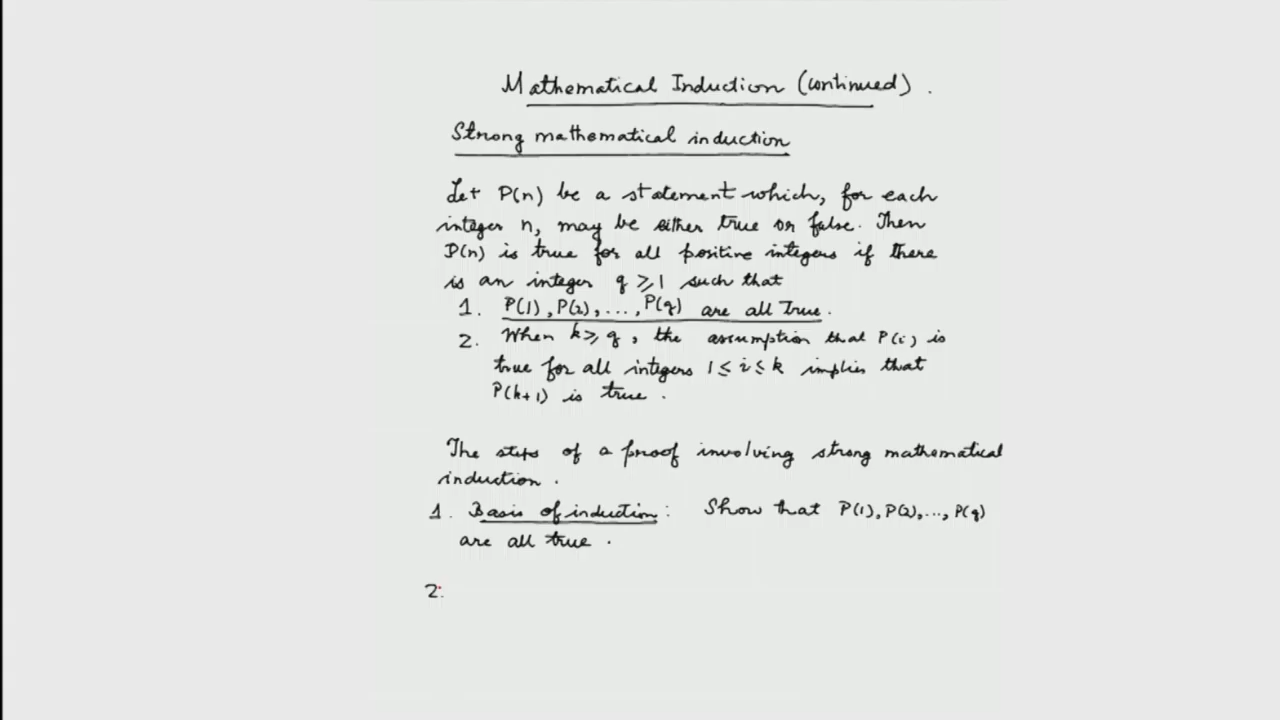 Mathematical Induction (continued).
Strong mathematical induction
Let P(n) be a statement which, for each
integer n, may be either true or false. Then
P(n) is true for all positive integers if there
is an integer q ⩾ 1 such that
1. P(1), P(2), ..., P(q) are all true.
2. When k ⩾ q, the assumption that P(i) is
true for all integers 1 ≤ i ≤ k implies that
P(k+1) is true.
The steps of a proof involving strong mathematical
induction.
1. Basis of induction: Show that P(1), P(2), ..., P(q)
are all true.
2.